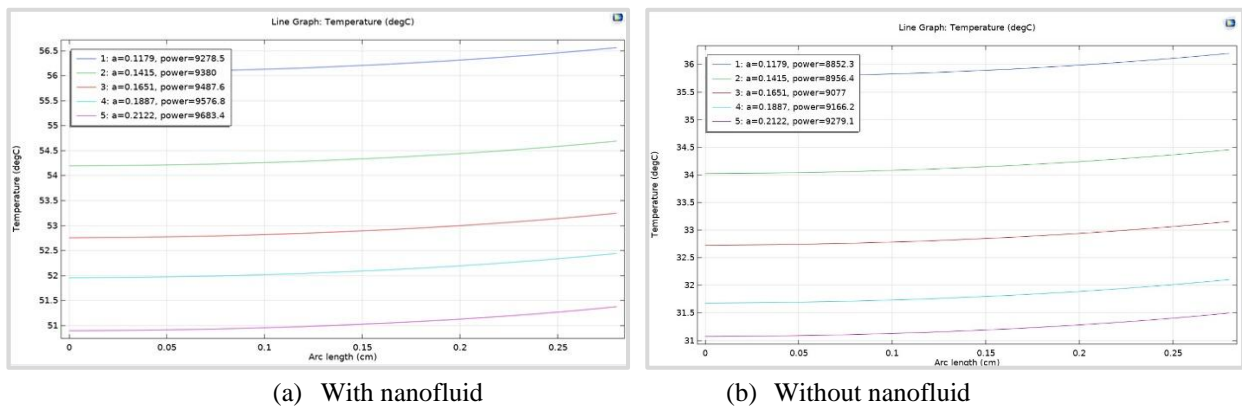 Line Graph: Temperature (degC)
56.5
56
55.5
55
54.5
54
53.5
53
52.5
52
51.5
51
Temperature (degC)
1: a=0.1179, power=9278.5
2: a=0.1415, power=9380
3: a=0.1651, power=9487.6
4: a=0.1887, power=9576.8
5: a=0.2122, power=9683.4
0
0.05
0.1
0.15
0.2
0.25
Arc length (cm)
(a) With nanofluid
Line Graph: Temperature (degC)
36
35.5
35
34.5
34
33.5
33
32.5
32
31.5
31
Temperature (degC)
1: a=0.1179, power=8852.3
2: a=0.1415, power=8956.4
3: a=0.1651, power=9077
4: a=0.1887, power=9166.2
5: a=0.2122, power=9279.1
0
0.05
0.1
0.15
0.2
0.25
Arc length (cm)
(b) Without nanofluid